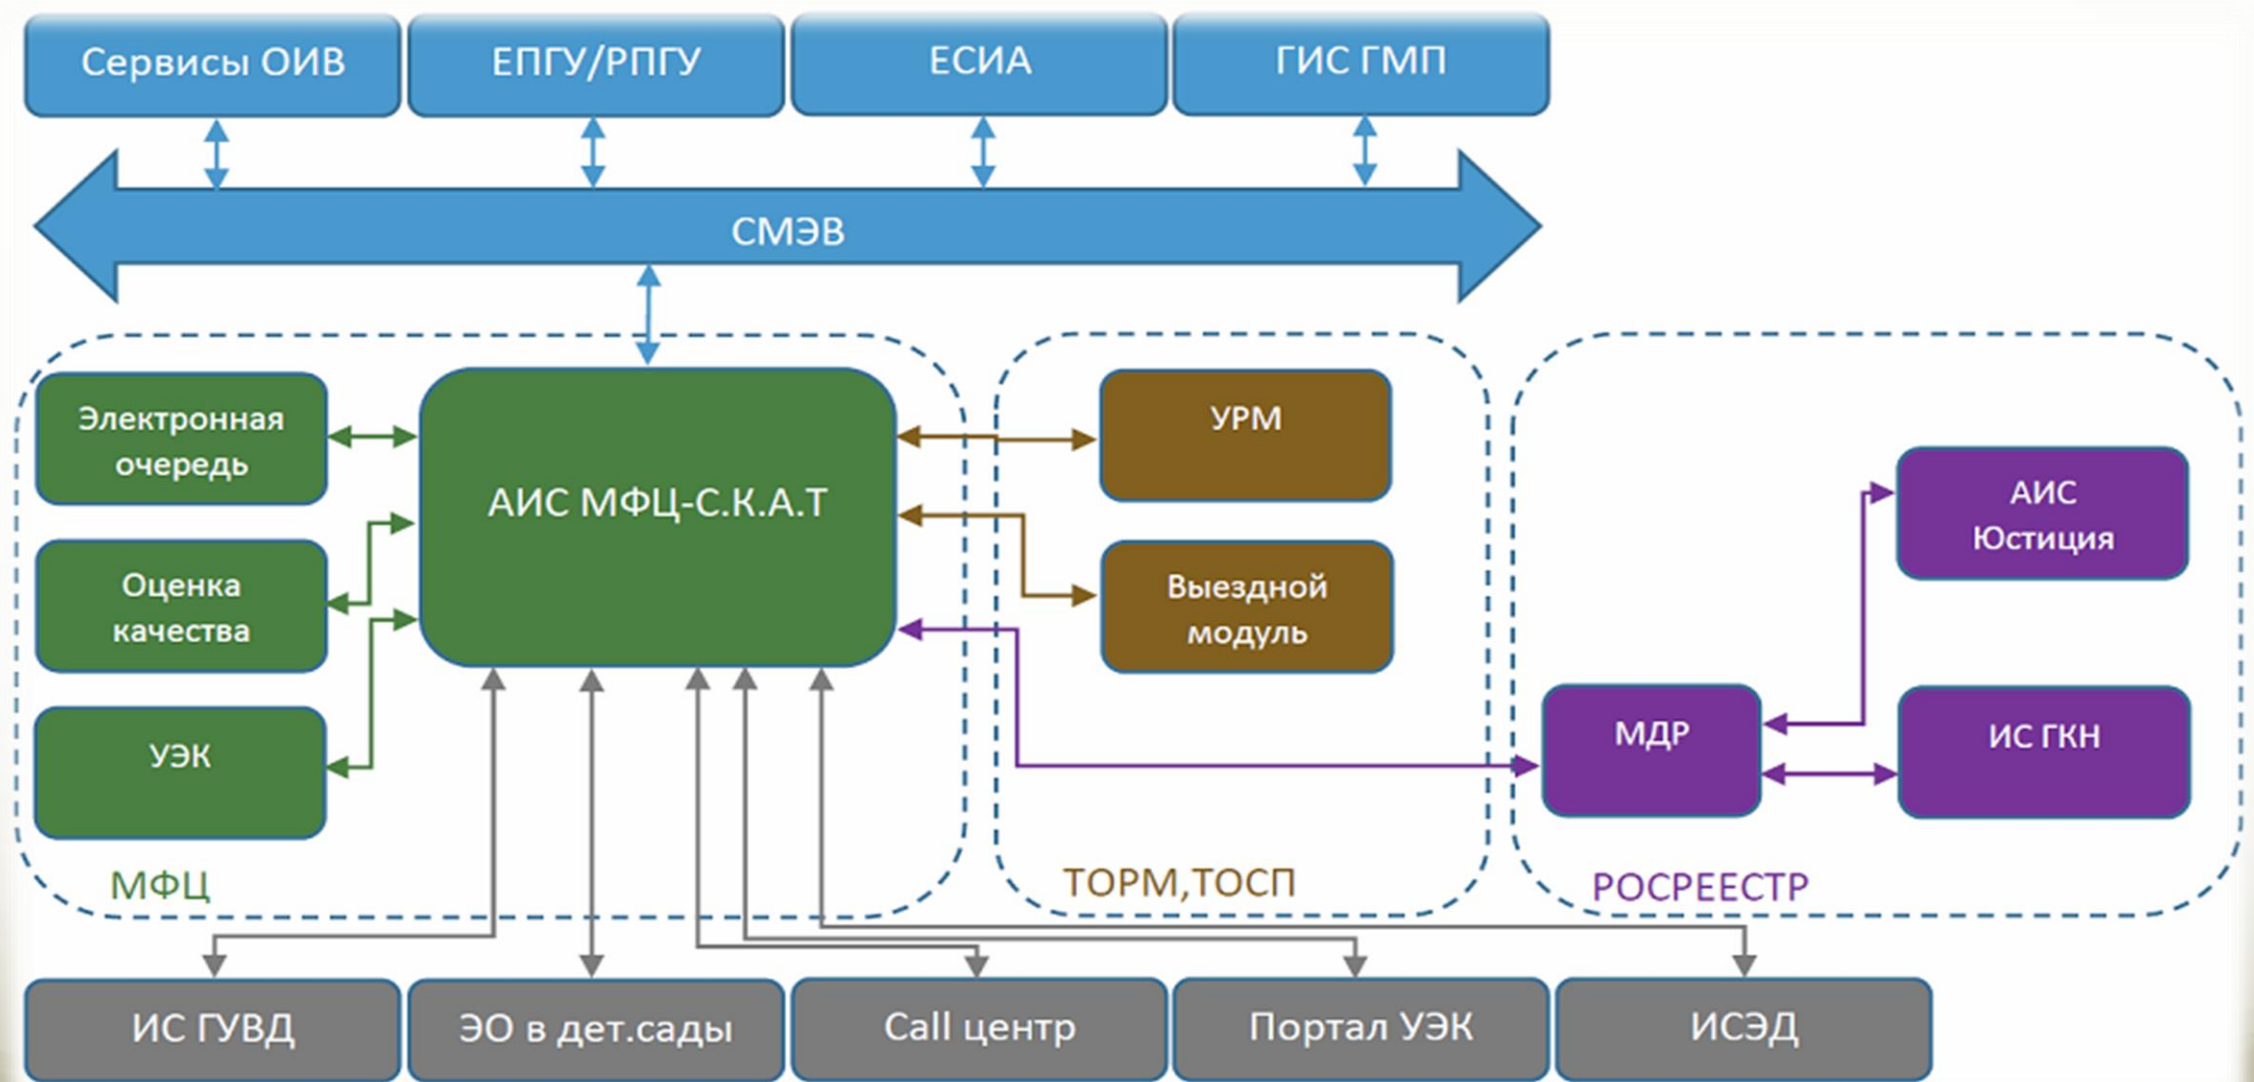 Сервисы ОИВ
ЕПГУ/РПГУ
ЕСИА
ГИС ГМП
СМЭВ
Электронная
очередь
Оценка
качества
УЭК
АИС МФЦ-С.К.А.Т
МФЦ
УРМ
Выездной
модуль
ТОРМ,ТОСП
АИС
Юстиция
МДР
ИС ГКН
РОСРЕЕСТР
ИС ГУВД
ЭО в дет.сады
Call центр
Портал УЭК
ИСЭД